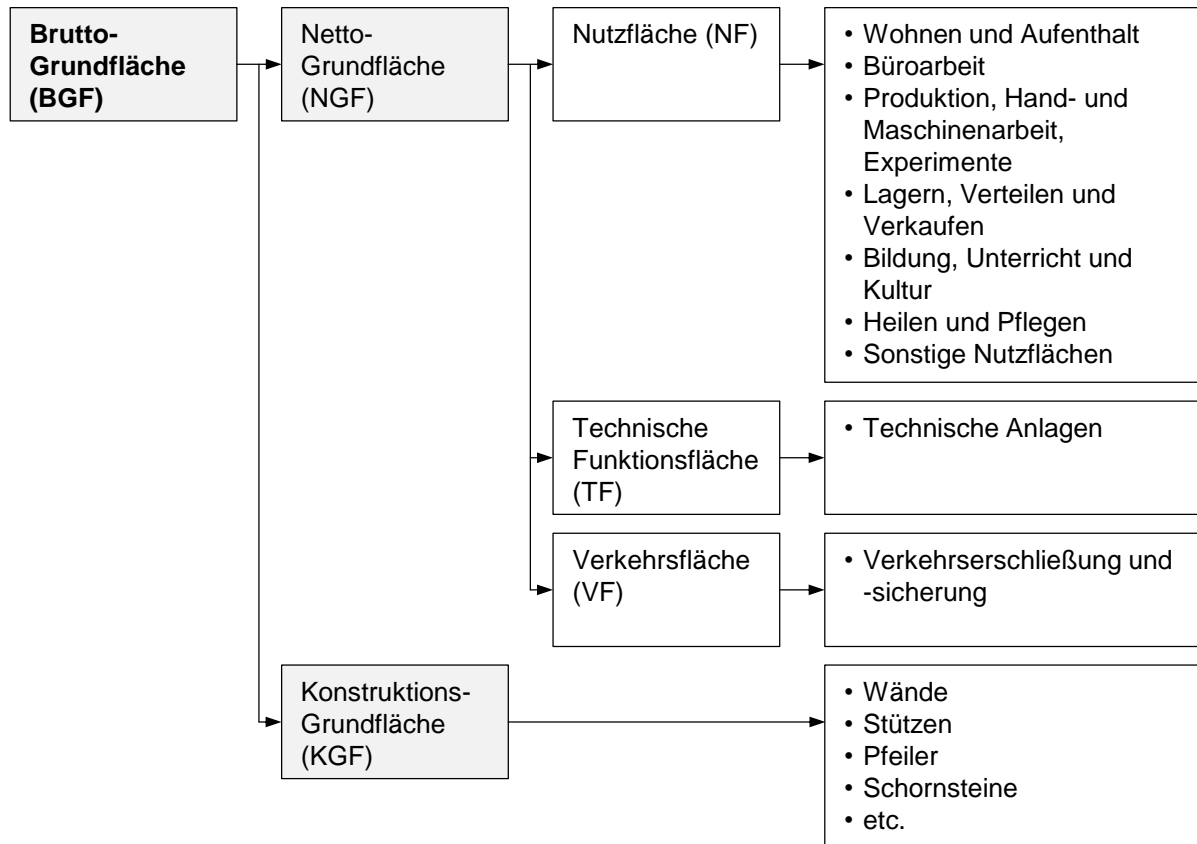 Brutto-
Grundfläche
(BGF)
Netto-
Grundfläche
(NGF)
Nutzfläche (NF)
• Wohnen und Aufenthalt
• Büroarbeit
• Produktion, Hand- und
Maschinenarbeit,
Experimente
• Lagern, Verteilen und
Verkaufen
• Bildung, Unterricht und
Kultur
• Heilen und Pflegen
• Sonstige Nutzflächen
Technische
Funktionsfläche
(TF)
• Technische Anlagen
Verkehrsfläche
(VF)
• Verkehrserschließung und
-sicherung
Konstruktions-
Grundfläche
(KGF)
• Wände
• Stützen
• Pfeiler
• Schornsteine
• etc.